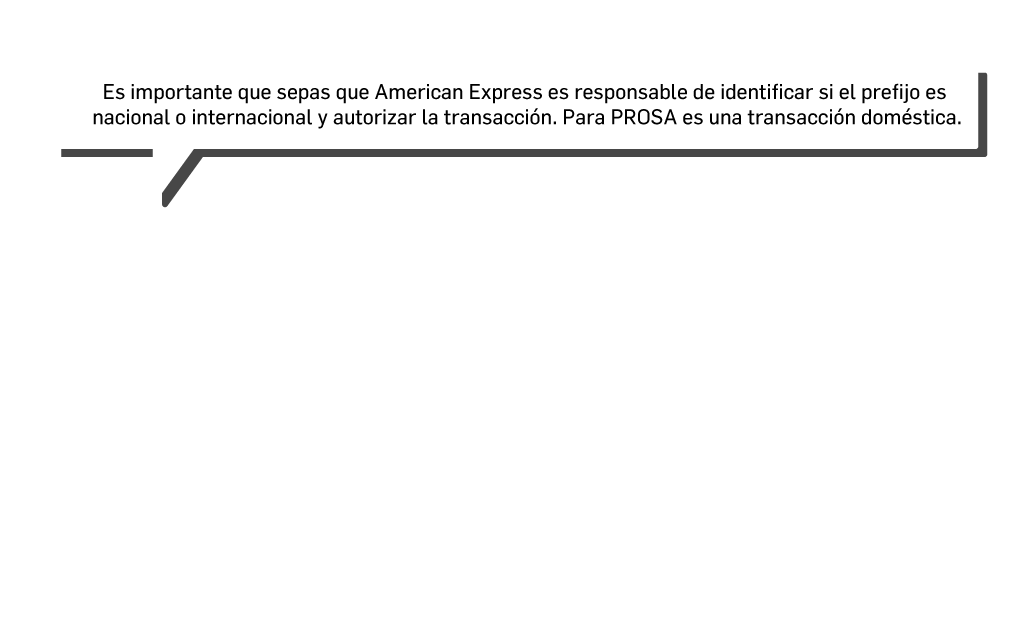 Es importante que sepas que American Express es responsable de identificar si el prefijo es
nacional o internacional y autorizar la transacción. Para PROSA es una transacción doméstica.